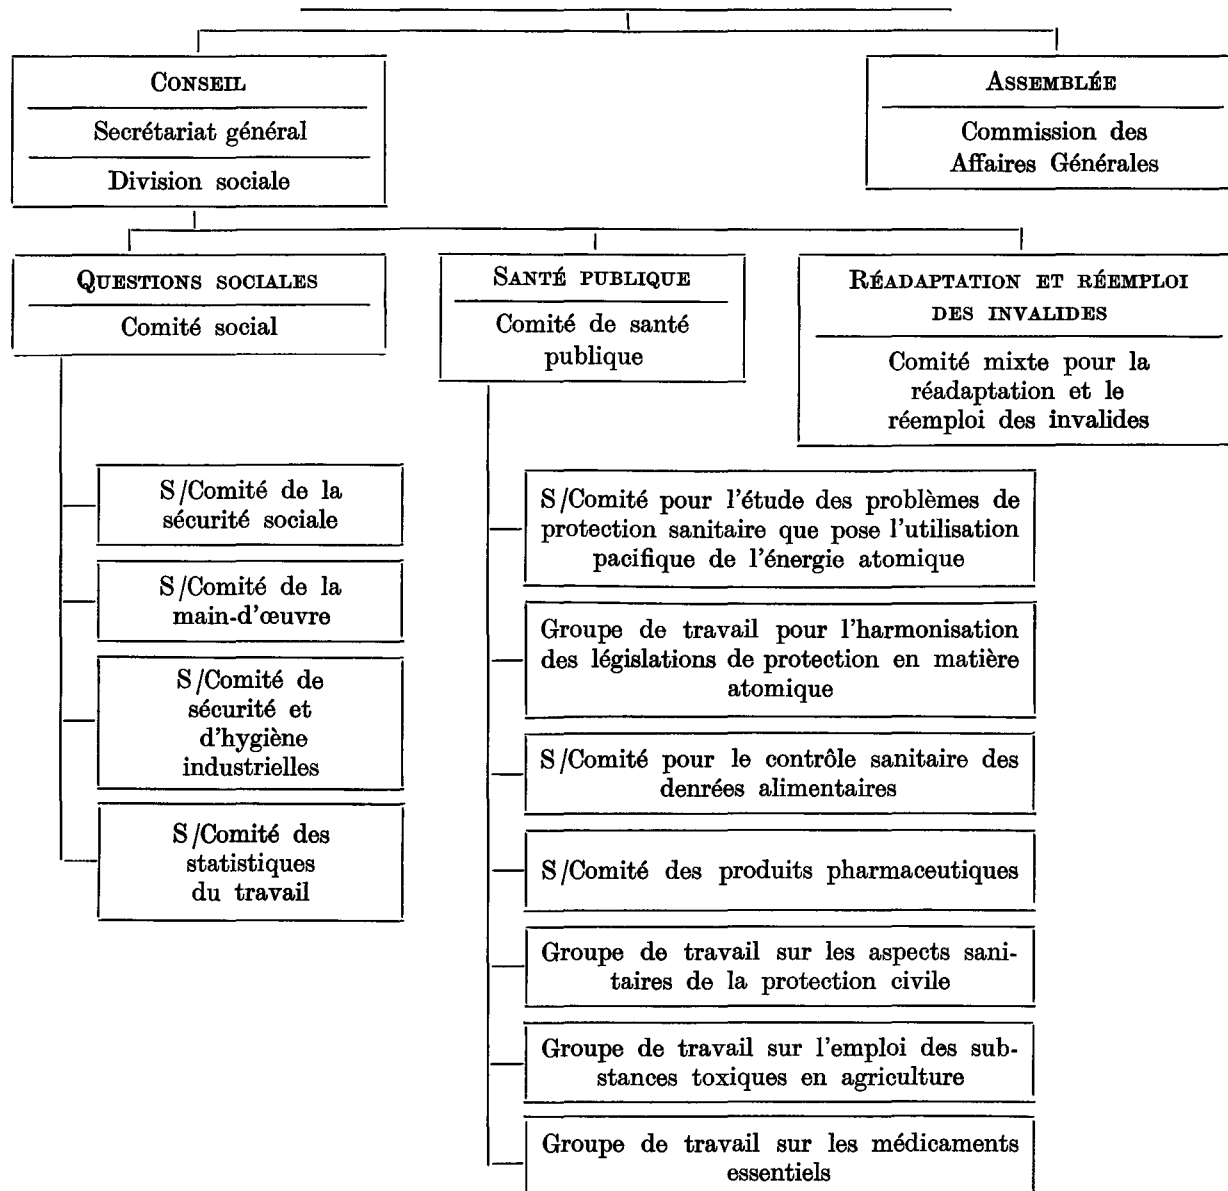 CONSEIL
Secrétariat général
Division sociale
ASSEMBLÉE
Commission des
Affaires Générales
QUESTIONS SOCIALES
Comité social
SANTÉ PUBLIQUE
Comité de santé
publique
RÉADAPTATION ET RÉEMPLOI
DES INVALIDES
Comité mixte pour la
réadaptation et le
réemploi des invalides
S/Comité de la
sécurité sociale
S/Comité de la
main-d'œuvre
S/Comité de
sécurité et
d'hygiène
industrielles
S/Comité des
statistiques
du travail
S/Comité pour l'étude des problèmes de
protection sanitaire que pose l'utilisation
pacifique de l'énergie atomique
Groupe de travail pour l'harmonisation
des législations de protection en matière
atomique
S/Comité pour le contrôle sanitaire des
denrées alimentaires
S/Comité des produits pharmaceutiques
Groupe de travail sur les aspects sani-
taires de la protection civile
Groupe de travail sur l'emploi des sub-
stances toxiques en agriculture
Groupe de travail sur les médicaments
essentiels